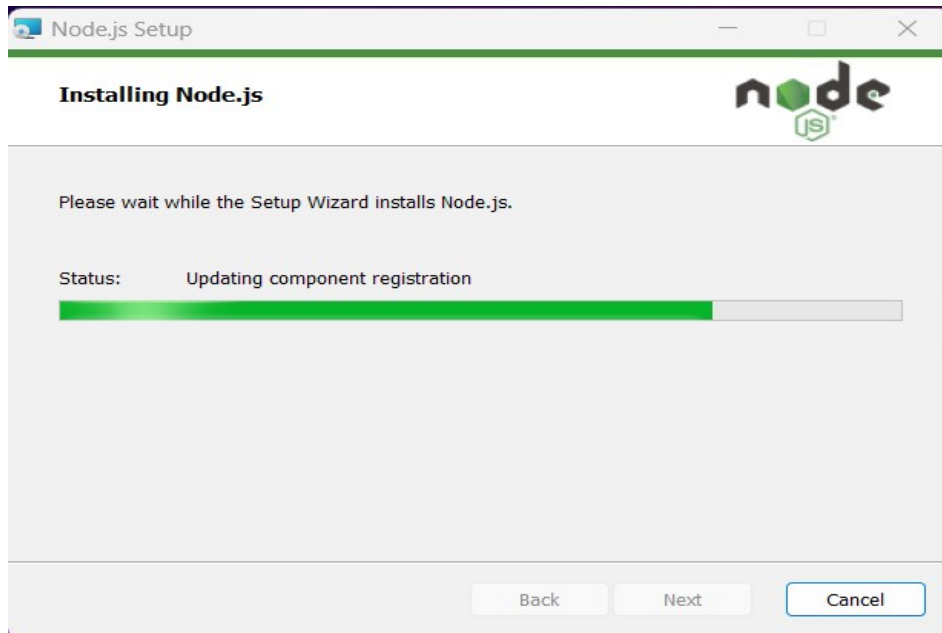 Node.js Setup
Installing Node.js
node
JS
Please wait while the Setup Wizard installs Node.js.
Status: Updating component registration
Back Next Cancel